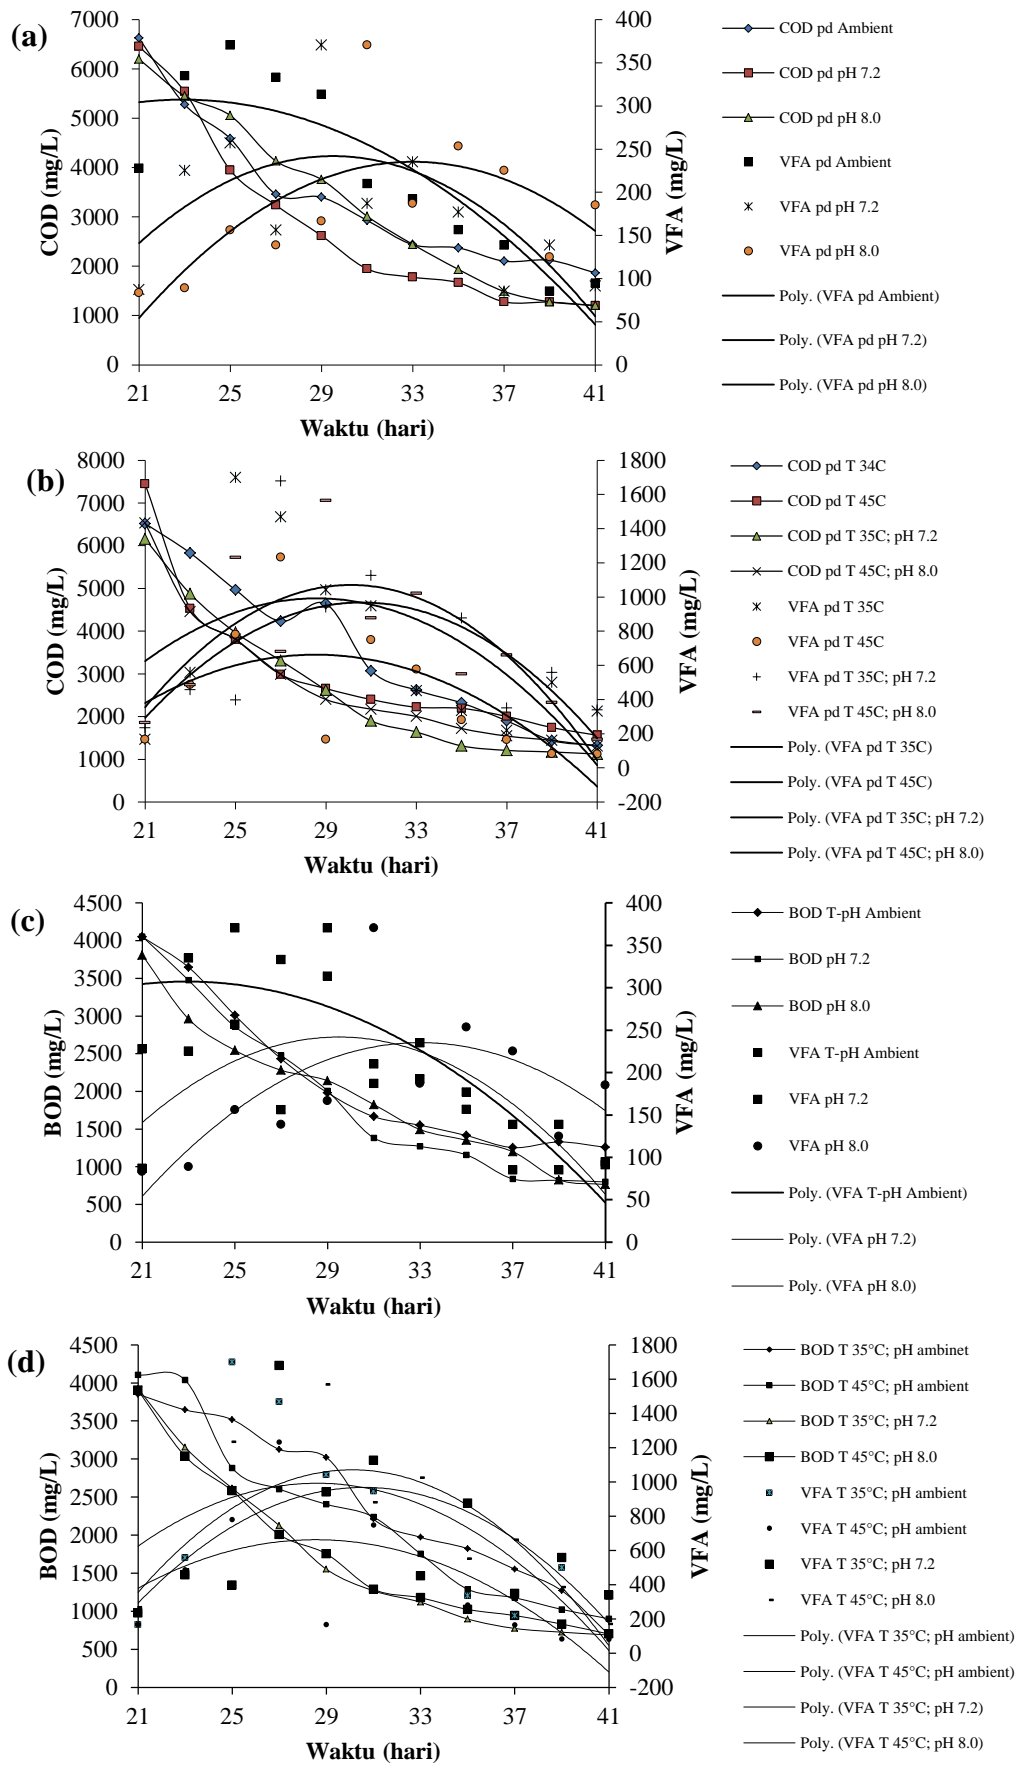 (a)
7000
6000
5000
4000
3000
2000
1000
0
COD (mg/L)
400
350
300
250
200
150
100
50
0
VFA (mg/L)
21 25 29 33 37 41
Waktu (hari)
COD pd Ambient
COD pd pH 7.2
COD pd pH 8.0
VFA pd Ambient
VFA pd pH 7.2
VFA pd pH 8.0
Poly. (VFA pd Ambient)
Poly. (VFA pd pH 7.2)
Poly. (VFA pd pH 8.0)
(b)
8000
7000
6000
5000
4000
3000
2000
1000
0
COD (mg/L)
1800
1600
1400
1200
1000
800
600
400
200
0
-200
VFA (mg/L)
21 25 29 33 37 41
Waktu (hari)
COD pd T 34C
COD pd T 45C
COD pd T 35C; pH 7.2
COD pd T 45C; pH 8.0
VFA pd T 35C
VFA pd T 45C
VFA pd T 35C; pH 7.2
VFA pd T 45C; pH 8.0
Poly. (VFA pd T 35C)
Poly. (VFA pd T 45C)
Poly. (VFA pd T 35C; pH 7.2)
Poly. (VFA pd T 45C; pH 8.0)
(c)
4500
4000
3500
3000
2500
2000
1500
1000
500
0
BOD (mg/L)
400
350
300
250
200
150
100
50
0
VFA (mg/L)
21 25 29 33 37 41
Waktu (hari)
BOD T-pH Ambient
BOD pH 7.2
BOD pH 8.0
VFA T-pH Ambient
VFA pH 7.2
VFA pH 8.0
Poly. (VFA T-pH Ambient)
Poly. (VFA pH 7.2)
Poly. (VFA pH 8.0)
(d)
4500
4000
3500
3000
2500
2000
1500
1000
500
0
BOD (mg/L)
1800
1600
1400
1200
1000
800
600
400
200
0
-200
VFA (mg/L)
21 25 29 33 37 41
Waktu (hari)
BOD T 35°C; pH ambinet
BOD T 45°C; pH ambient
BOD T 35°C; pH 7.2
BOD T 45°C; pH 8.0
VFA T 35°C; pH ambient
VFA T 45°C; pH ambient
VFA T 35°C; pH 7.2
VFA T 45°C; pH 8.0
Poly. (VFA T 35°C; pH ambient)
Poly. (VFA T 45°C; pH ambient)
Poly. (VFA T 35°C; pH 7.2)
Poly. (VFA T 45°C; pH 8.0)